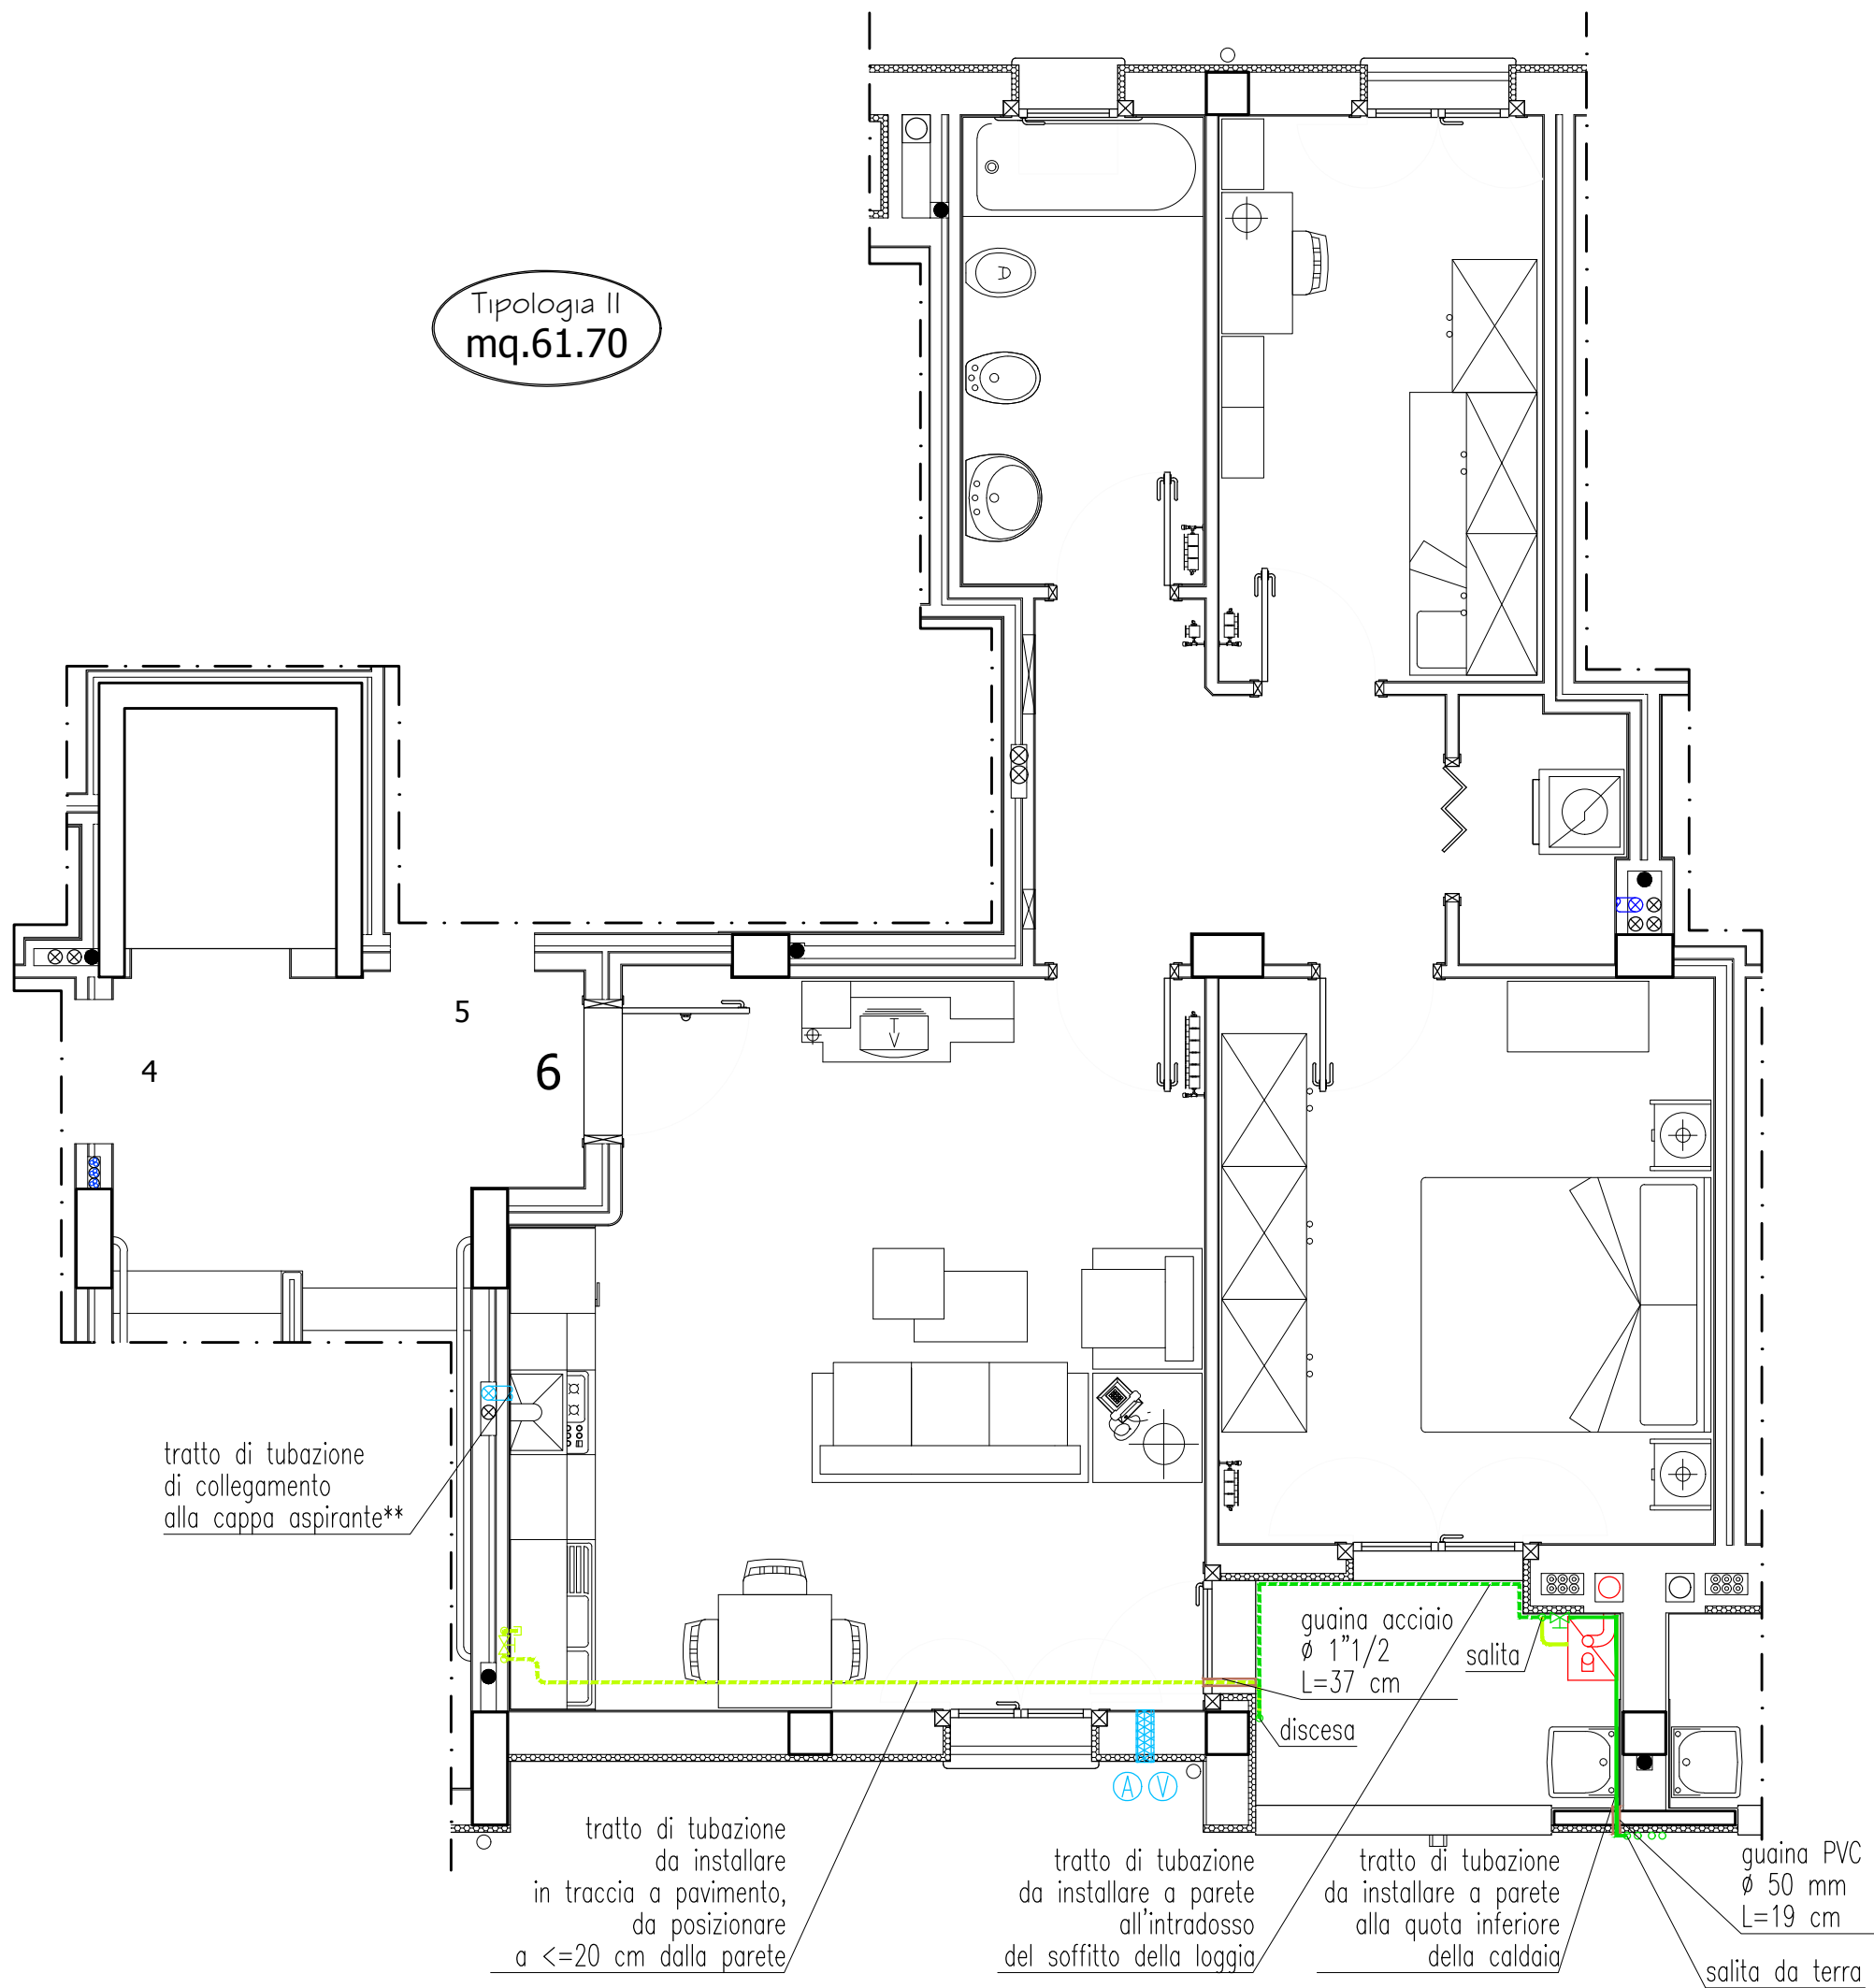 Tipologia II
mq.61.70
5
4
6
T
tratto di tubazione
di collegamento
alla cappa aspirante**
guaina acciaio
ϕ 1"1/2
L=37 cm
salita
discesa
A V
tratto di tubazione
da installare
in traccia a pavimento,
da posizionare
a <=20 cm dalla parete
tratto di tubazione
da installare a parete
all'intradosso
del soffitto della loggia
tratto di tubazione
da installare a parete
alla quota inferiore
della caldaia
guaina PVC
ϕ 50 mm
L=19 cm
salita da terra